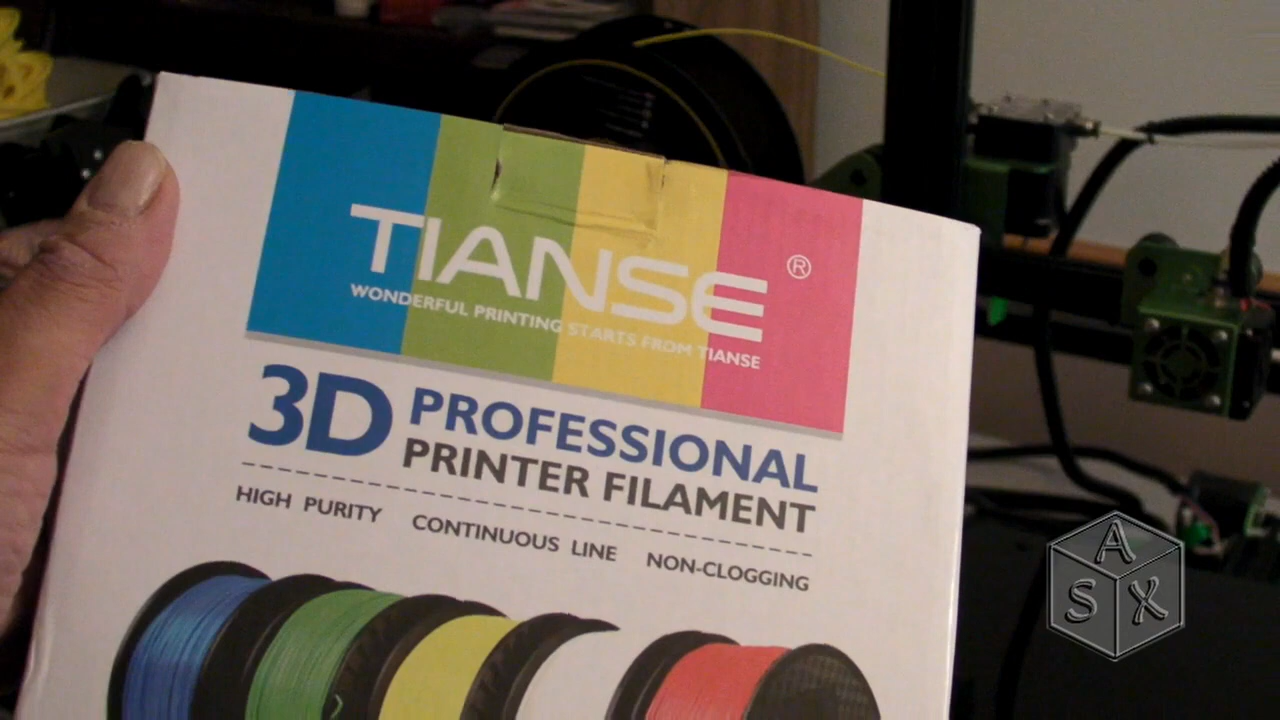 TIANSE ®
WONDERFUL PRINTING STARTS FROM TIANSE
3D PROFESSIONAL
PRINTER FILAMENT
HIGH PURITY CONTINUOUS LINE NON-CLOGGING
A
S X